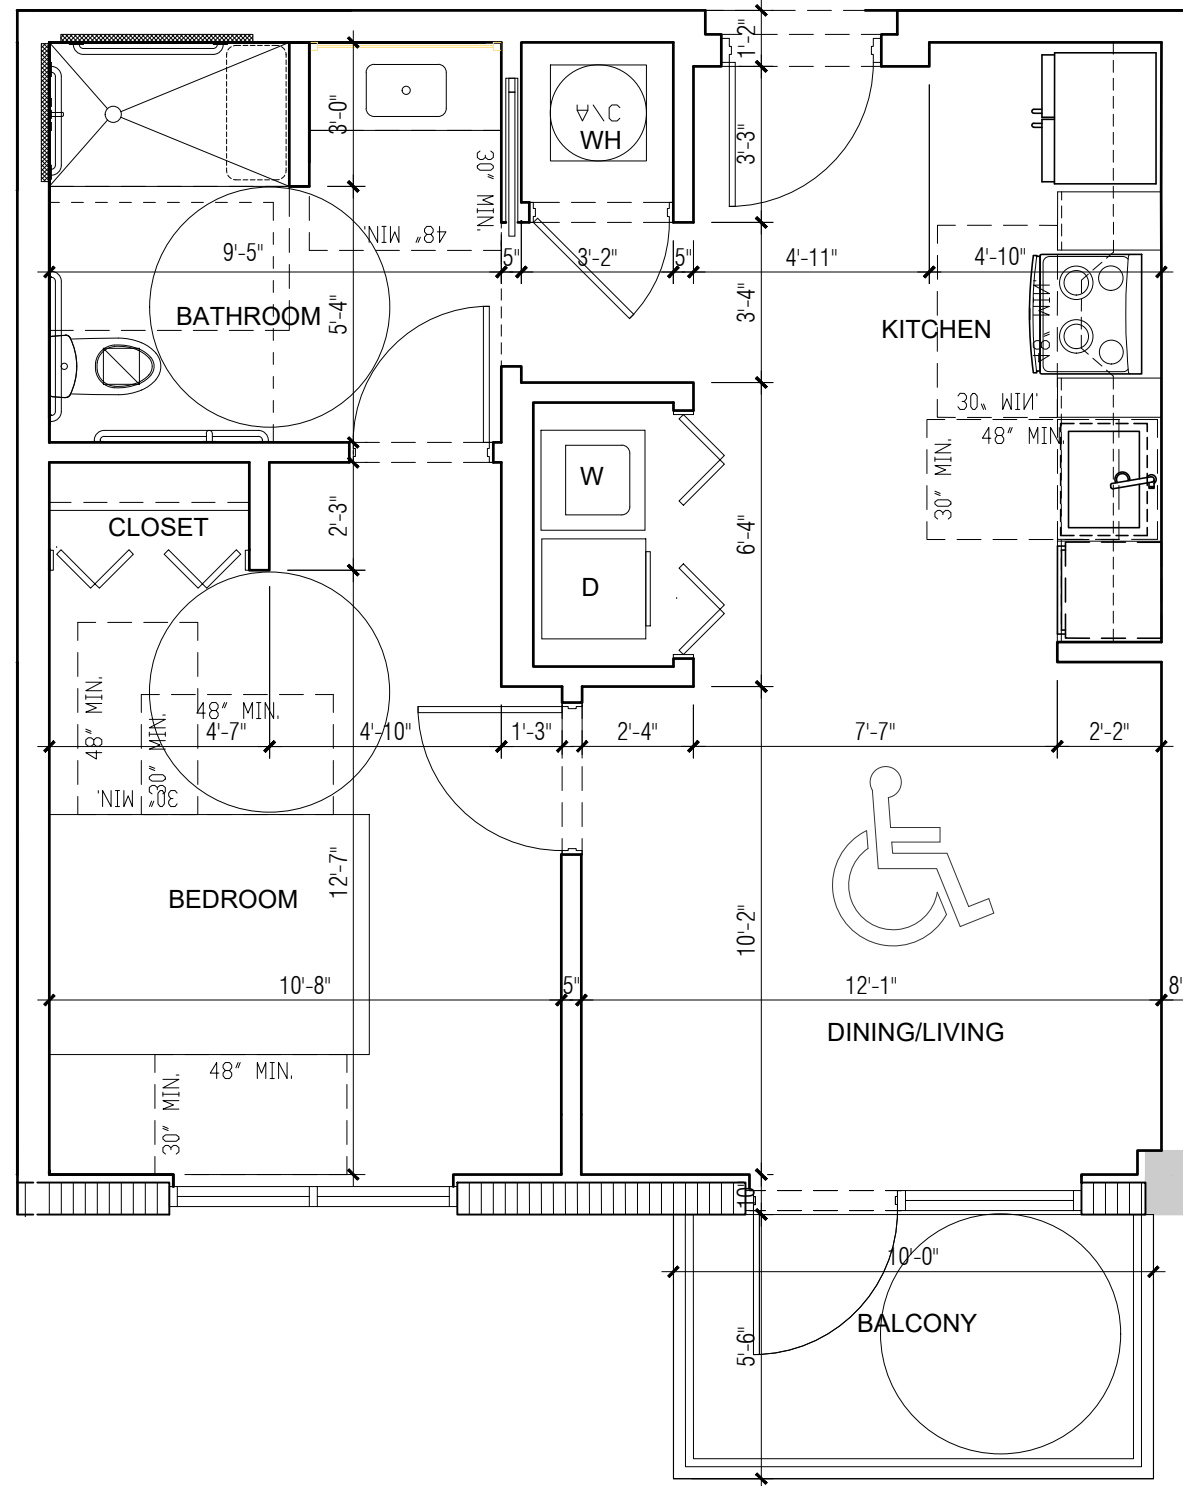 1'-2"
3'-0"
A/C
WH
30" MIN.
3'-3"
48" MIN.
9'-5"
5"
3'-2"
5"
4'-11"
4'-10"
BATHROOM
5'-4"
3'-4"
KITCHEN
48" MIN.
30" MIN.
48" MIN.
30" MIN.
W
CLOSET
2'-3"
6'-4"
D
48" MIN.
48" MIN.
30" MIN.
30" MIN.
4'-7"
4'-10"
1'-3"
2'-4"
7'-7"
2'-2"
BEDROOM
12'-7"
10'-2"
10'-8"
5"
12'-1"
8"
DINING/LIVING
48" MIN.
30" MIN.
10"
10'-0"
BALCONY
5'-6"